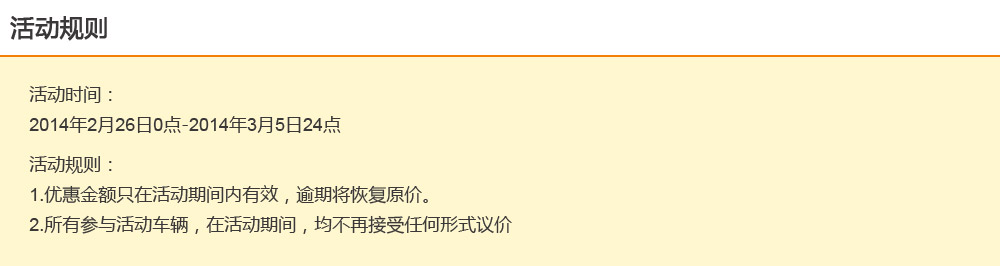 活动规则
活动时间：
2014年2月26日0点-2014年3月5日24点
活动规则：
1.优惠金额只在活动期间内有效，逾期将恢复原价。
2.所有参与活动车辆，在活动期间，均不再接受任何形式议价